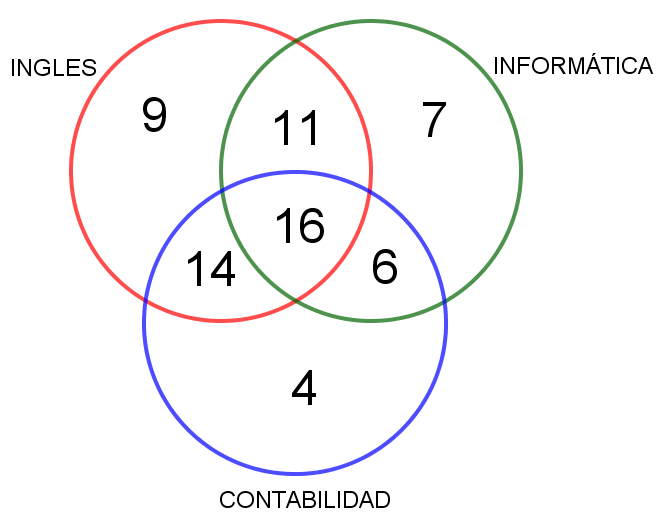 INGLES
INFORMÁTICA
9
11
7
16
14
6
4
CONTABILIDAD